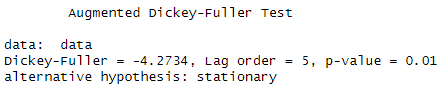 Augmented Dickey-Fuller Test
data: data
Dickey-Fuller = -4.2734, Lag order = 5, p-value = 0.01
alternative hypothesis: stationary